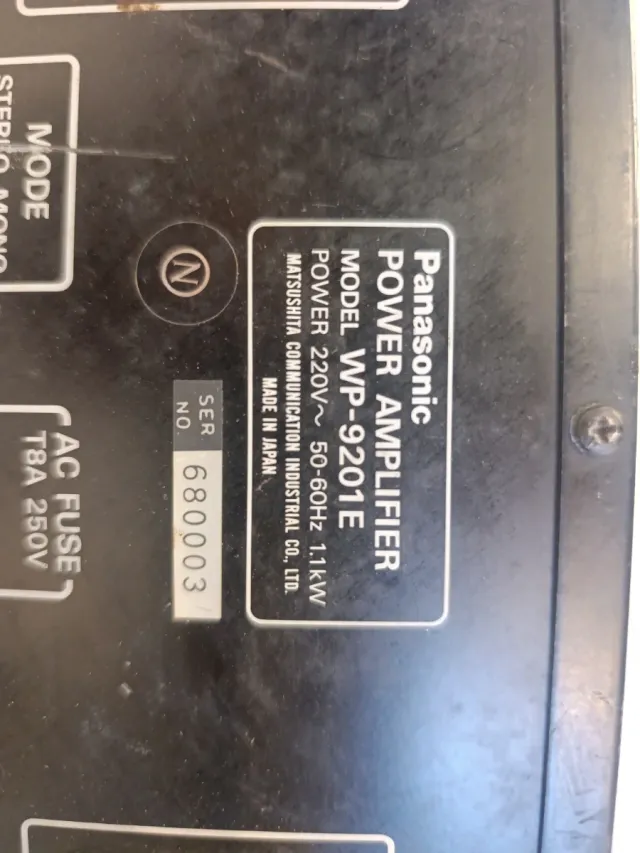 Panasonic
POWER AMPLIFIER
MODEL WP-9201E
POWER 220V~ 50-60Hz 1.1kW
MATSUSHITA COMMUNICATION INDUSTRIAL CO., LTD.
MADE IN JAPAN
N
SER. NO. 680003
MODE
STEREO MONO
AC FUSE
T8A 250V